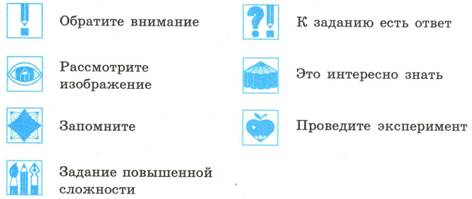 Обратите внимание
Рассмотрите
изображение
Запомните
Задание повышенной
сложности
К заданию есть ответ
Это интересно знать
Проведите эксперимент